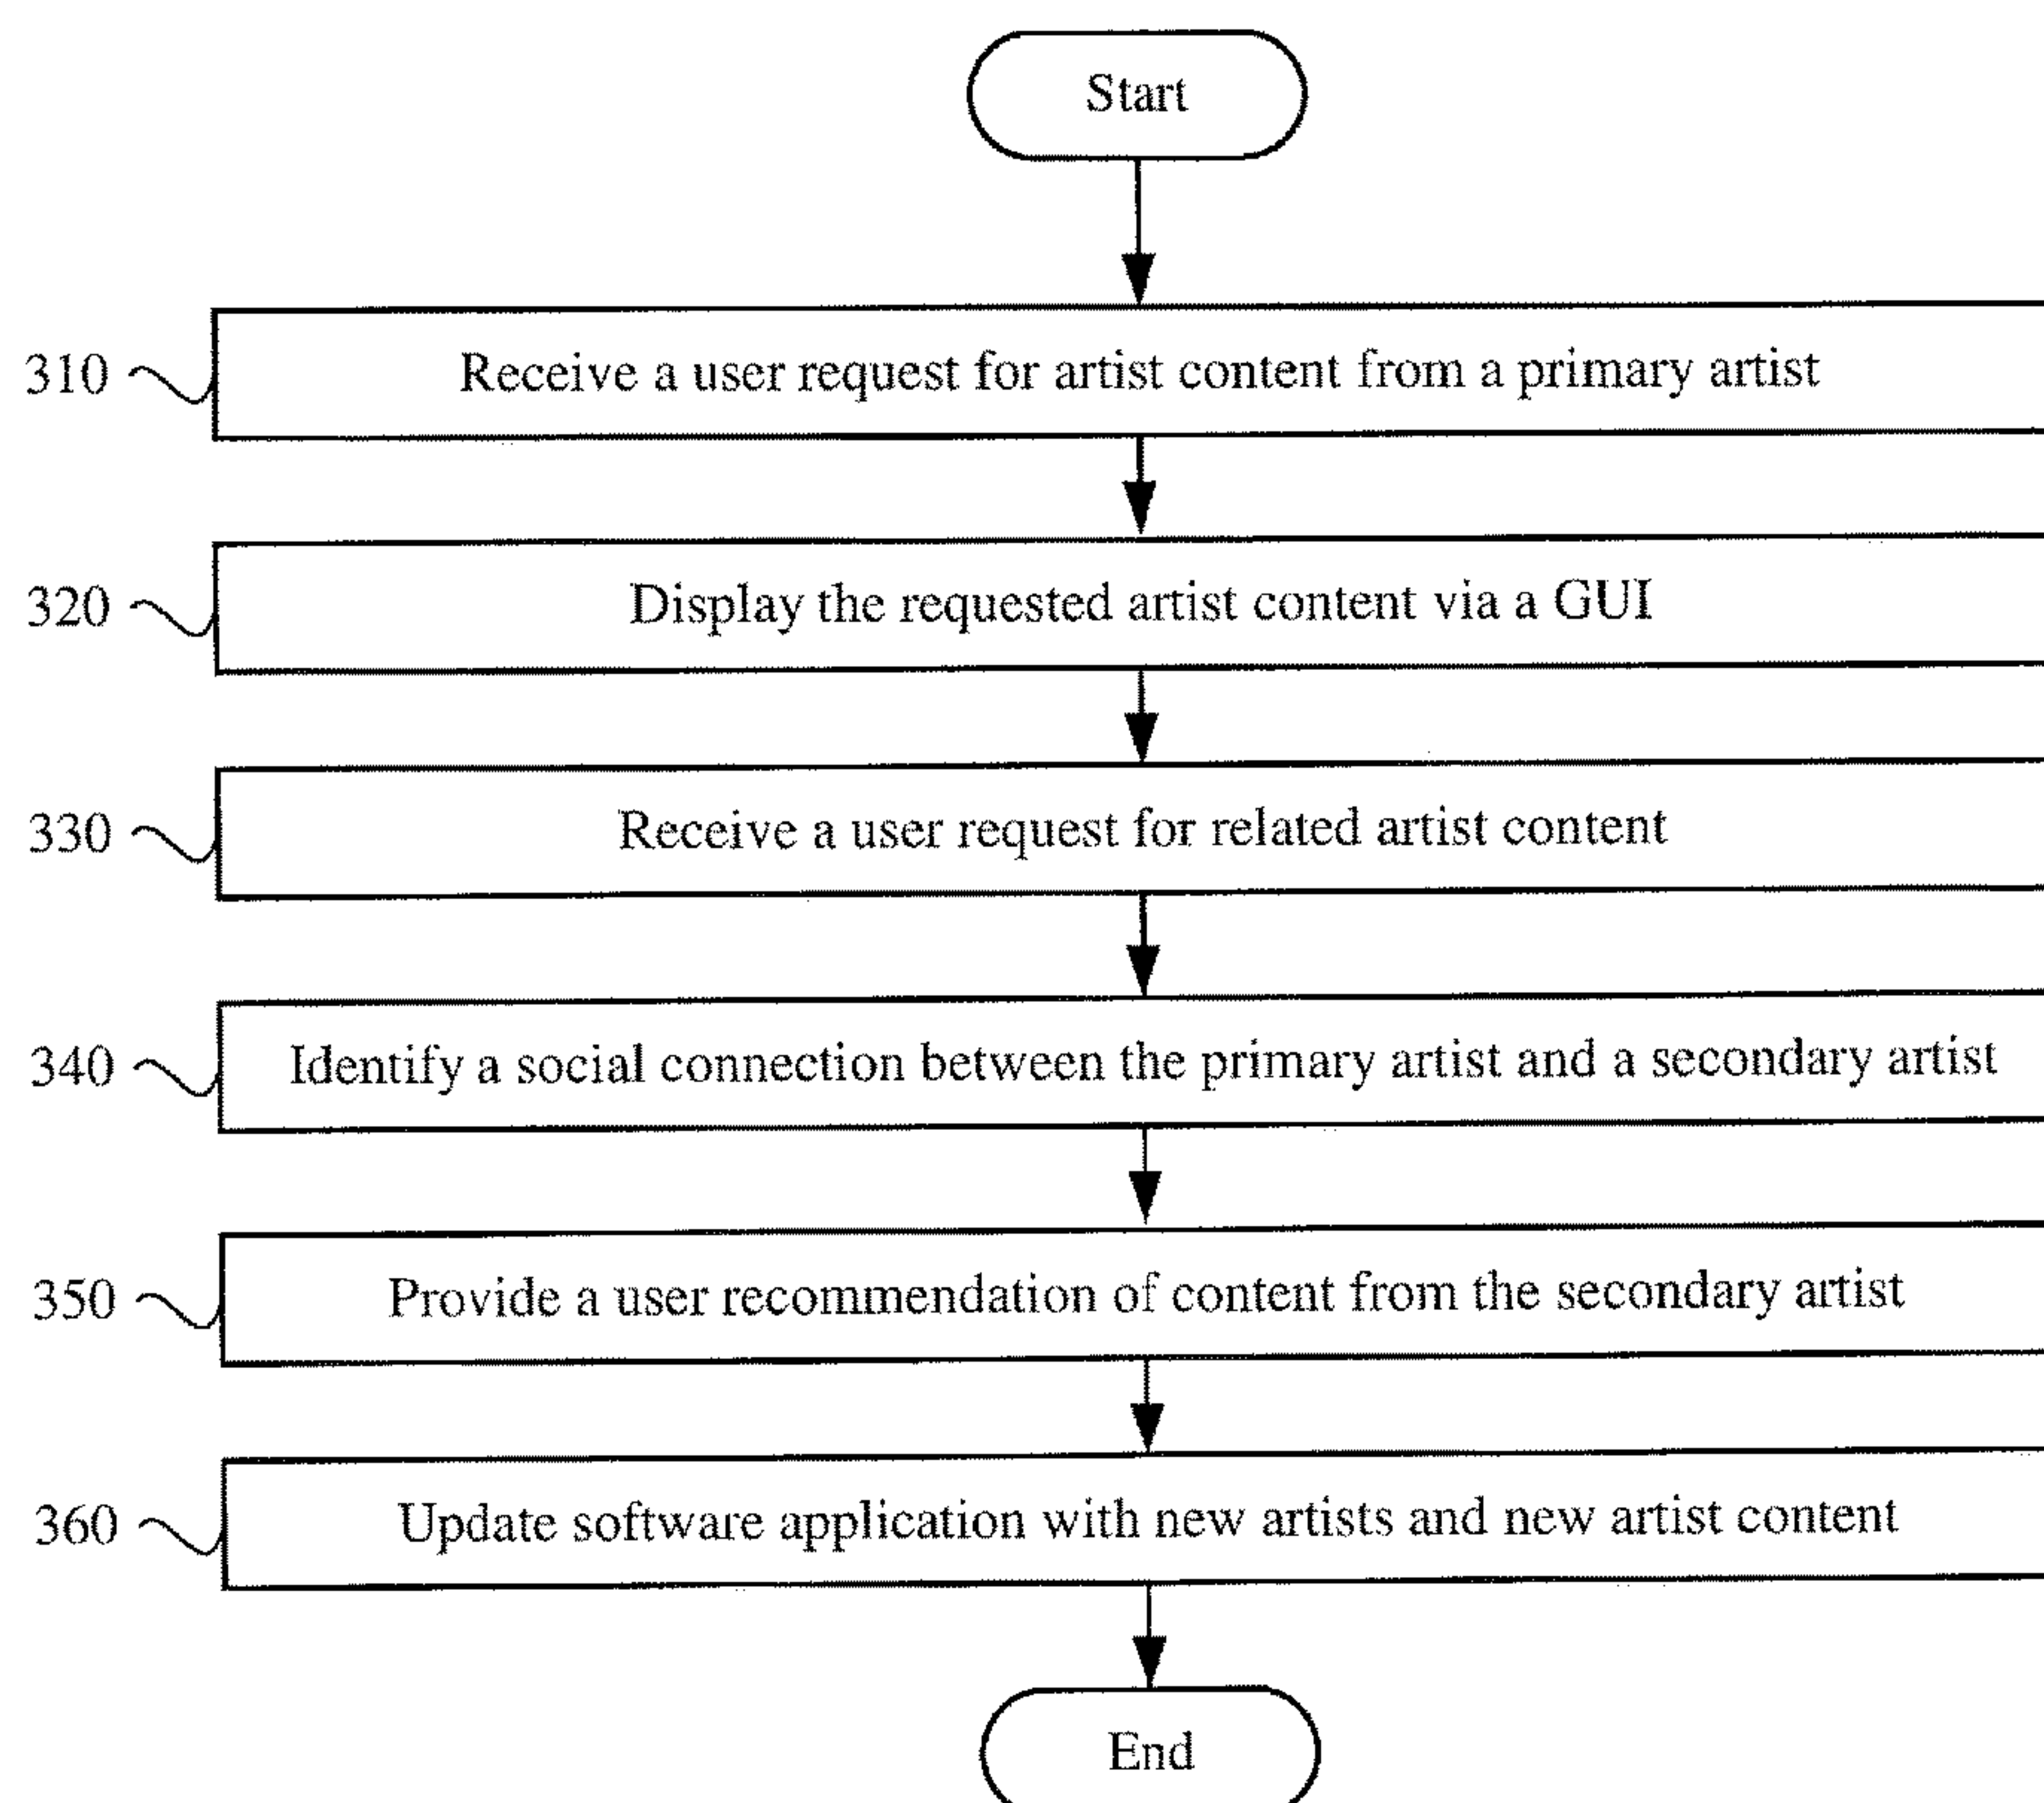 Start
310 Receive a user request for artist content from a primary artist
320 Display the requested artist content via a GUI
330 Receive a user request for related artist content
340 Identify a social connection between the primary artist and a secondary artist
350 Provide a user recommendation of content from the secondary artist
360 Update software application with new artists and new artist content
End